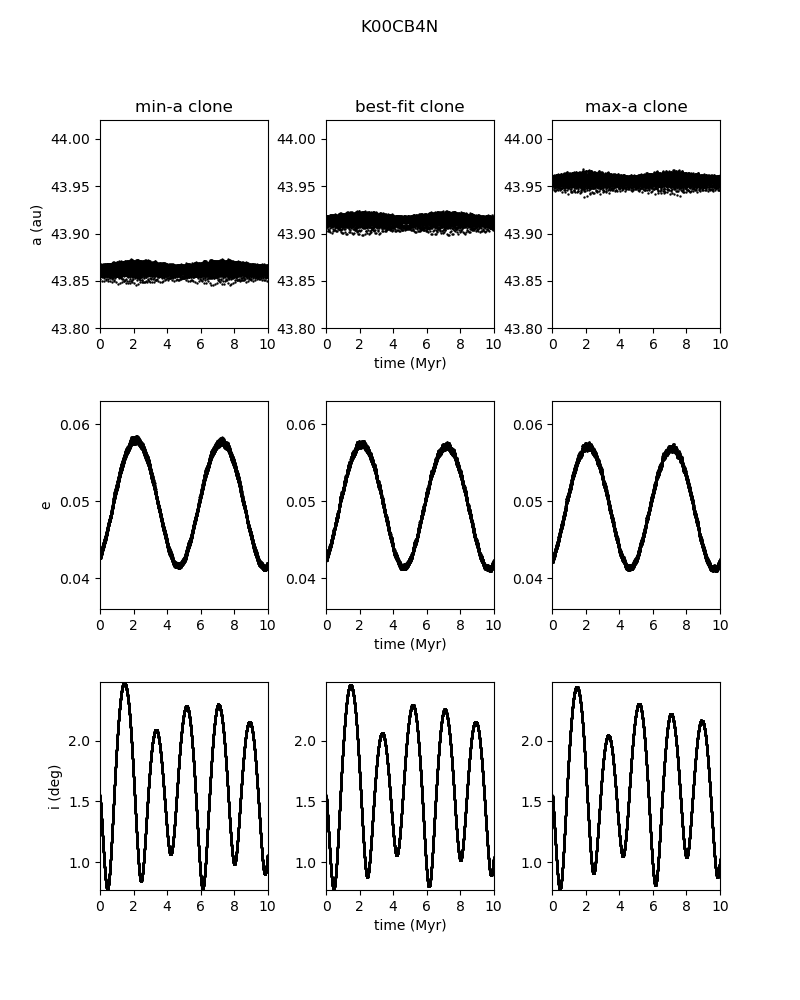 K00CB4N
min-a clone best-fit clone max-a clone
44.00 44.00 44.00
43.95 43.95 43.95
a (au)
43.90 43.90 43.90
43.85 43.85 43.85
43.80 43.80 43.80
0 2 4 6 8 10 0 2 4 6 8 10 0 2 4 6 8 10
time (Myr) time (Myr)
0.06 0.06 0.06
e
0.05 0.05 0.05
0.04 0.04 0.04
0 2 4 6 8 10 0 2 4 6 8 10 0 2 4 6 8 10
time (Myr)
2.0 2.0 2.0
i (deg)
1.5 1.5 1.5
1.0 1.0 1.0
0 2 4 6 8 10 0 2 4 6 8 10 0 2 4 6 8 10
time (Myr)